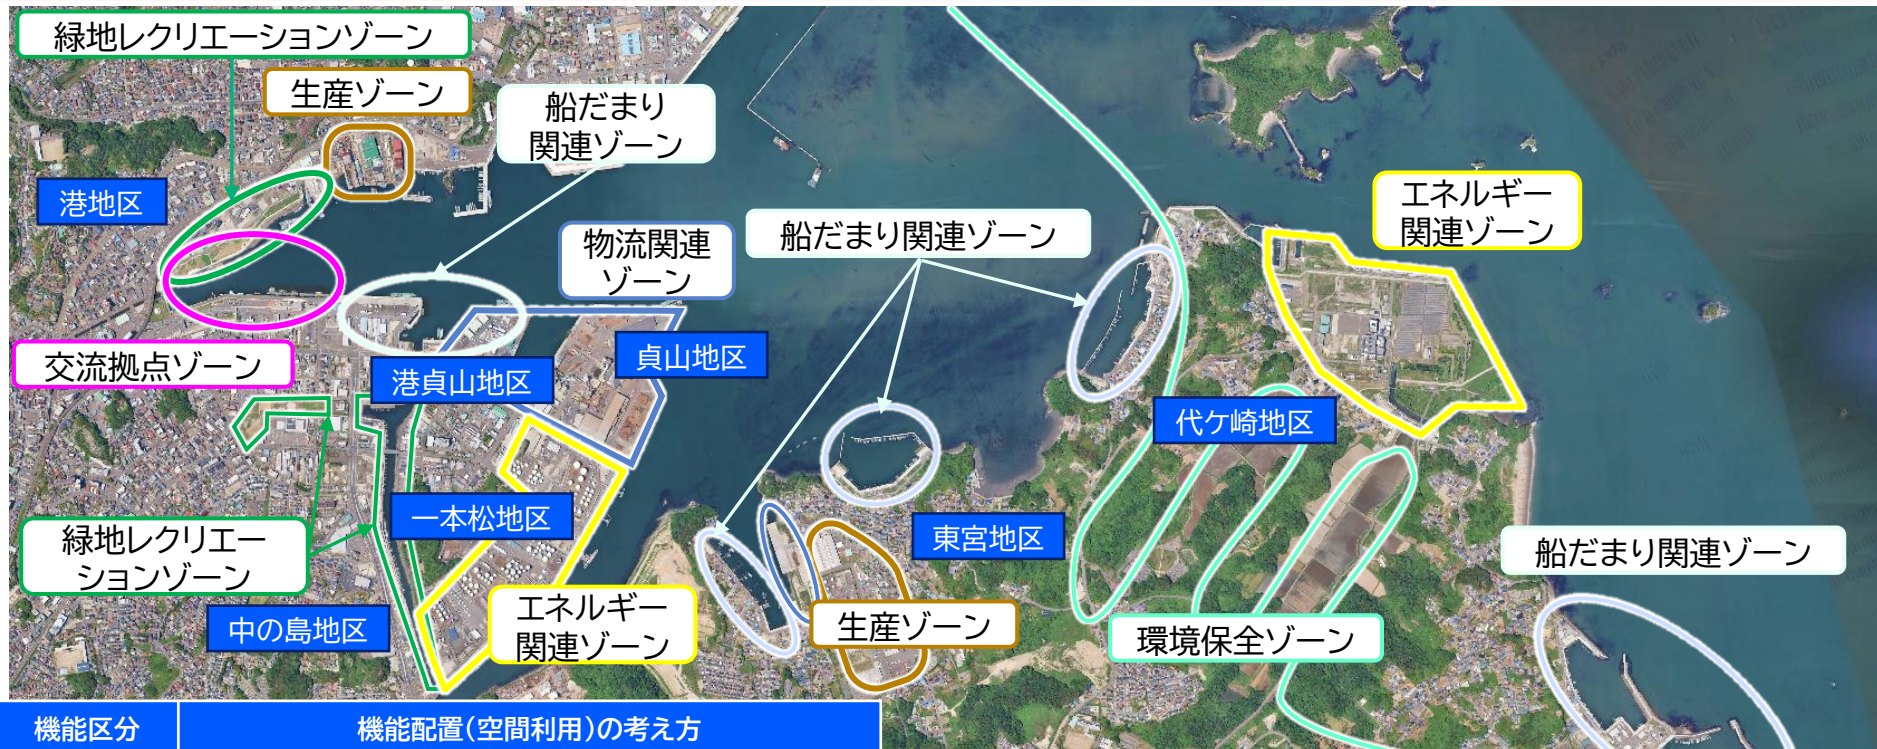 緑地レクリエーションゾーン
生産ゾーン
船だまり
関連ゾーン
港地区
エネルギー
関連ゾーン
物流関連
ゾーン
船だまり関連ゾーン
交流拠点ゾーン
港貞山地区
貞山地区
代ケ崎地区
一本松地区
東宮地区
緑地レクリエー
ションゾーン
船だまり関連ゾーン
中の島地区
エネルギー
関連ゾーン
生産ゾーン
環境保全ゾーン
機能区分
機能配置(空間利用)の考え方